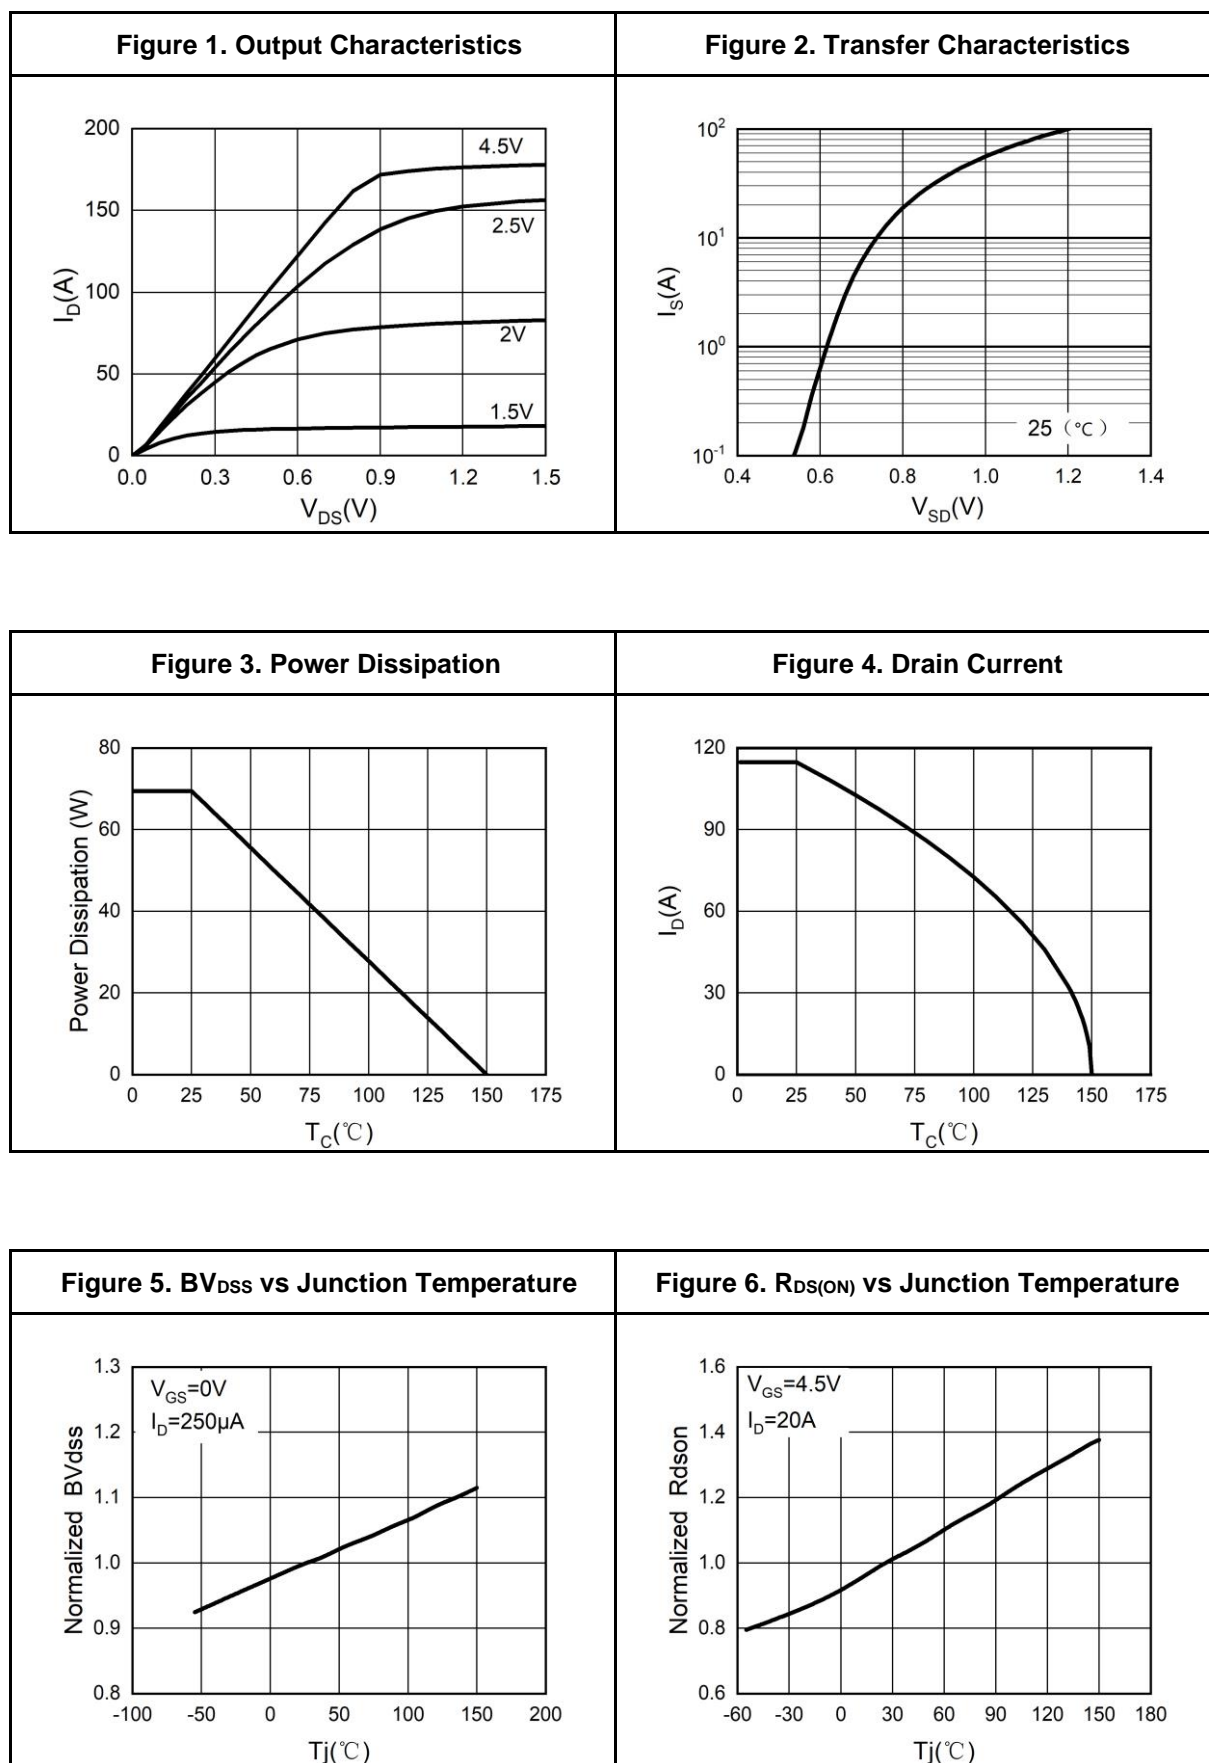 Figure 1. Output Characteristics
Figure 2. Transfer Characteristics
200
150
100
50
0
I_D(A)
4.5V
2.5V
2V
1.5V
0.0 0.3 0.6 0.9 1.2 1.5
V_DS(V)
10^2
10^1
10^0
10^-1
I_S(A)
25 (℃)
0.4 0.6 0.8 1.0 1.2 1.4
V_SD(V)
Figure 3. Power Dissipation
Figure 4. Drain Current
80
60
40
20
0
Power Dissipation (W)
0 25 50 75 100 125 150 175
T_C(℃)
120
90
60
30
0
I_D(A)
0 25 50 75 100 125 150 175
T_C(℃)
Figure 5. BV_DSS vs Junction Temperature
Figure 6. R_DS(ON) vs Junction Temperature
1.3
1.2
1.1
1.0
0.9
0.8
Normalized BVdss
V_GS=0V
I_D=250μA
-100 -50 0 50 100 150 200
Tj(℃)
1.6
1.4
1.2
1.0
0.8
0.6
Normalized Rdson
V_GS=4.5V
I_D=20A
-60 -30 0 30 60 90 120 150 180
Tj(℃)